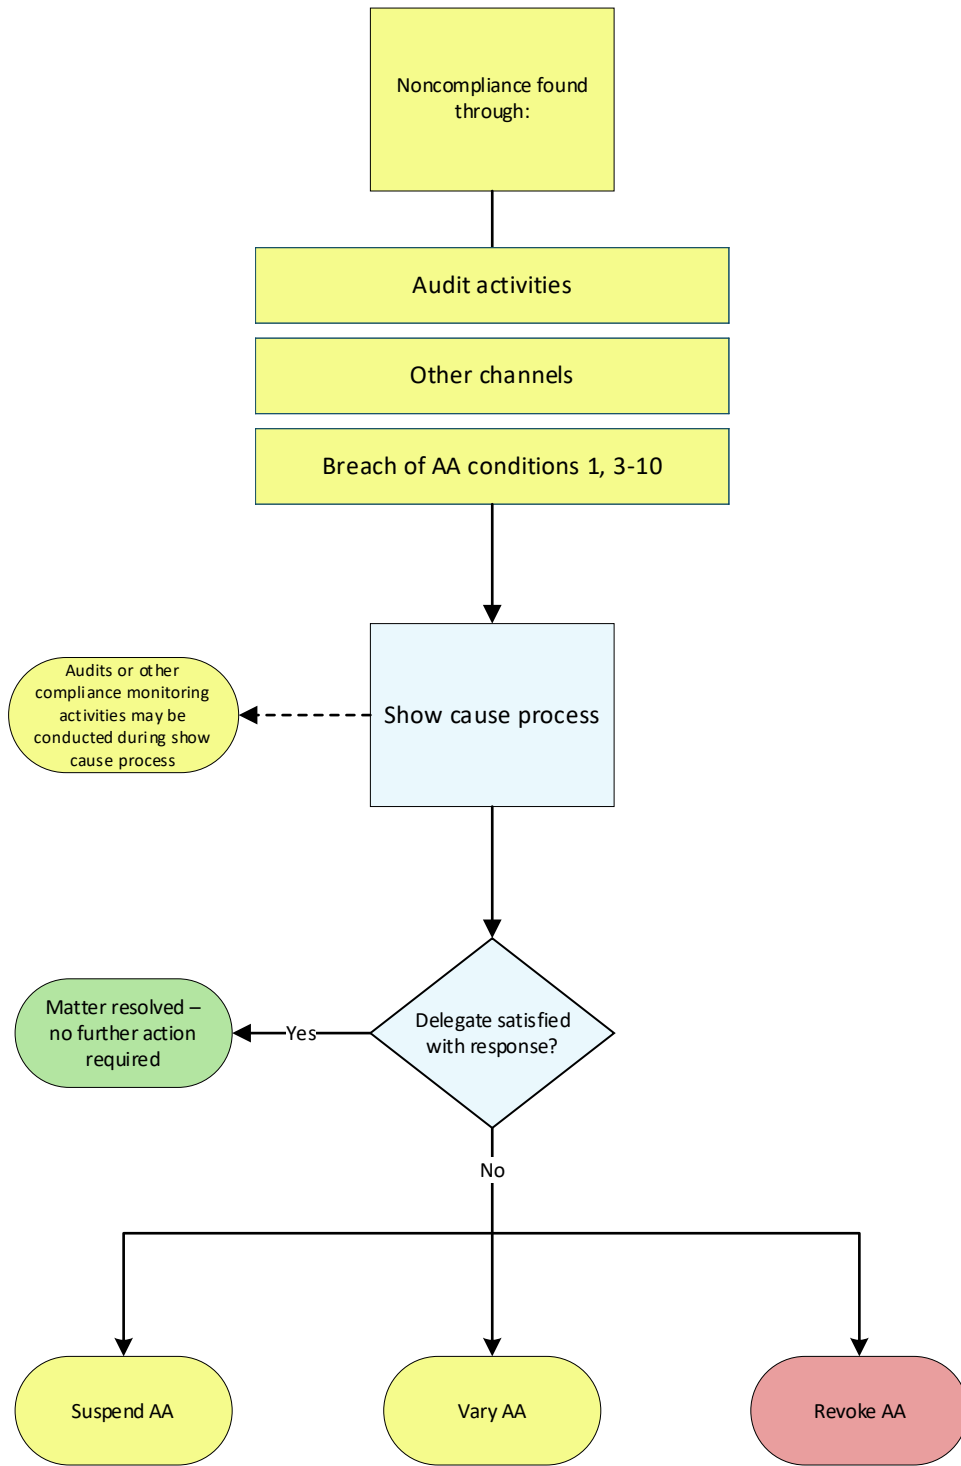 Noncompliance found
through:
Audit activities
Other channels
Breach of AA conditions 1, 3-10
Audits or other
compliance monitoring
activities may be
conducted during show
cause process
Show cause process
Matter resolved –
no further action
required
Yes
Delegate satisfied
with response?
No
Suspend AA
Vary AA
Revoke AA